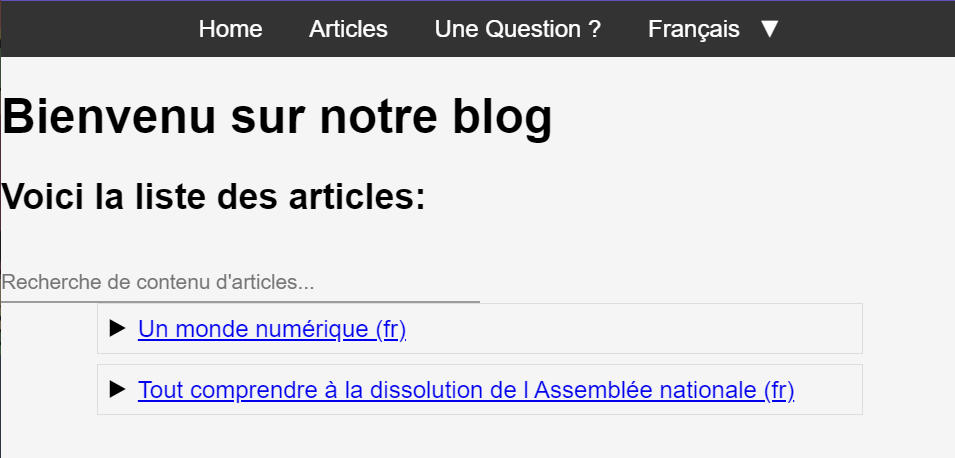 Home Articles Une Question ? Français ▼
Bienvenu sur notre blog
Voici la liste des articles:
Recherche de contenu d'articles...
▶ Un monde numérique (fr)
▶ Tout comprendre à la dissolution de l Assemblée nationale (fr)